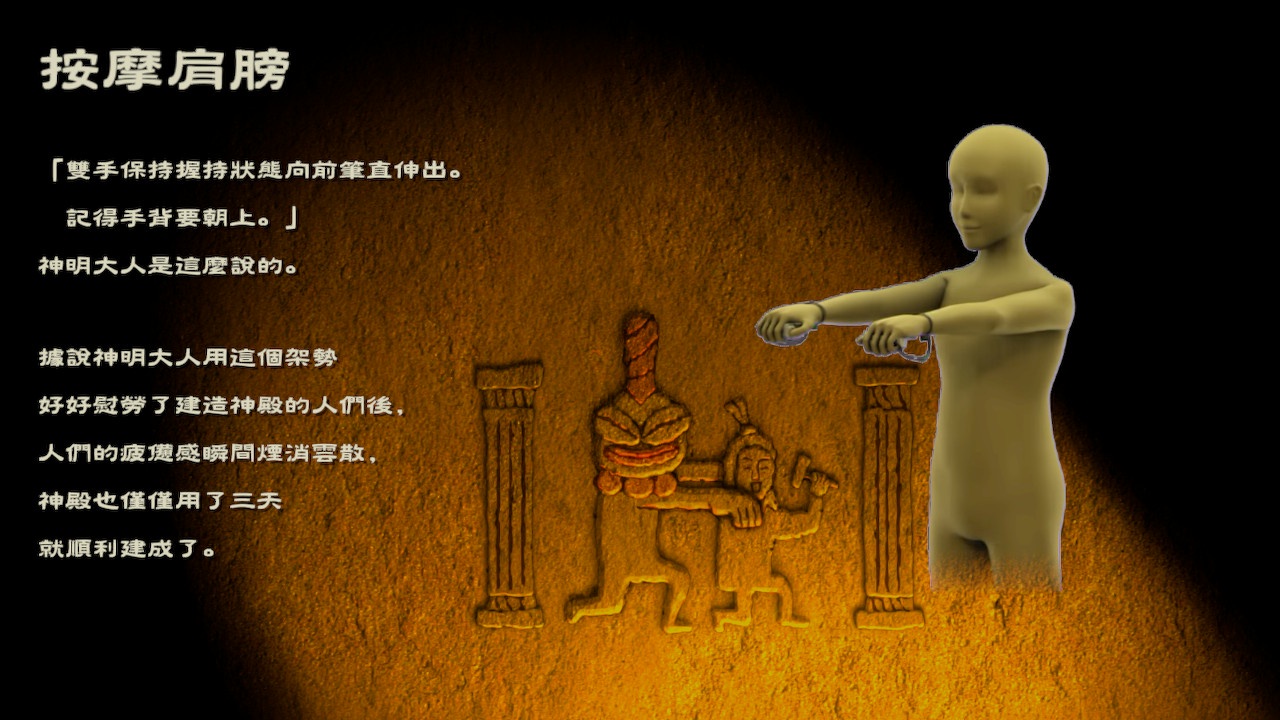 按摩肩膀
「雙手保持握持狀態向前筆直伸出。
記得手背要朝上。」
神明大人是這麼說的。
據說神明大人用這個架勢
好好慰勞了建造神殿的人們後，
人們的疲憊感瞬間煙消雲散，
神殿也僅僅用了三天
就順利建成了。